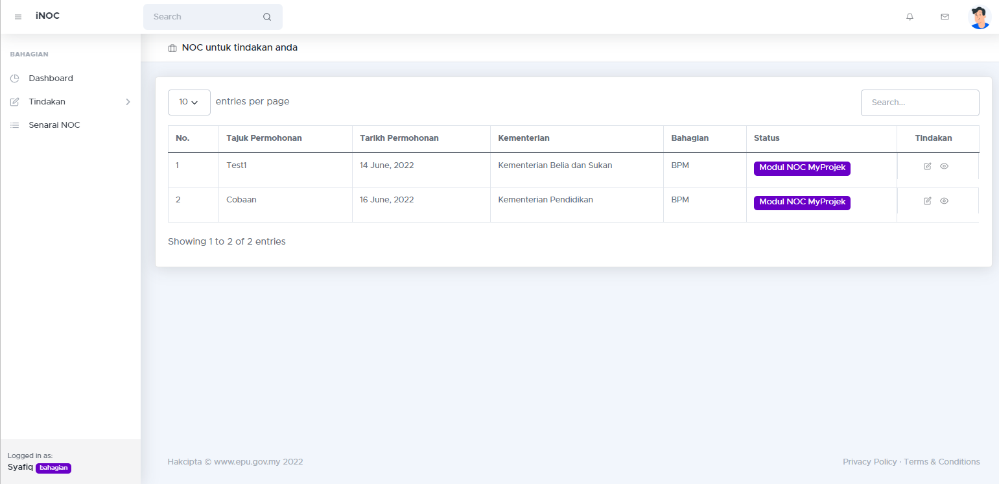 iNOC
Search
BAHAGIAN
Dashboard
Tindakan
Senarai NOC
NOC untuk tindakan anda
10 entries per page
Search...
No. Tajuk Permohonan Tarikh Permohonan Kementerian Bahagian Status Tindakan
1 Test1 14 June, 2022 Kementerian Belia dan Sukan BPM Modul NOC MyProjek
2 Cobaan 16 June, 2022 Kementerian Pendidikan BPM Modul NOC MyProjek
Showing 1 to 2 of 2 entries
Logged in as:
Syafiq bahagian
Hakcipta © www.epu.gov.my 2022
Privacy Policy · Terms & Conditions